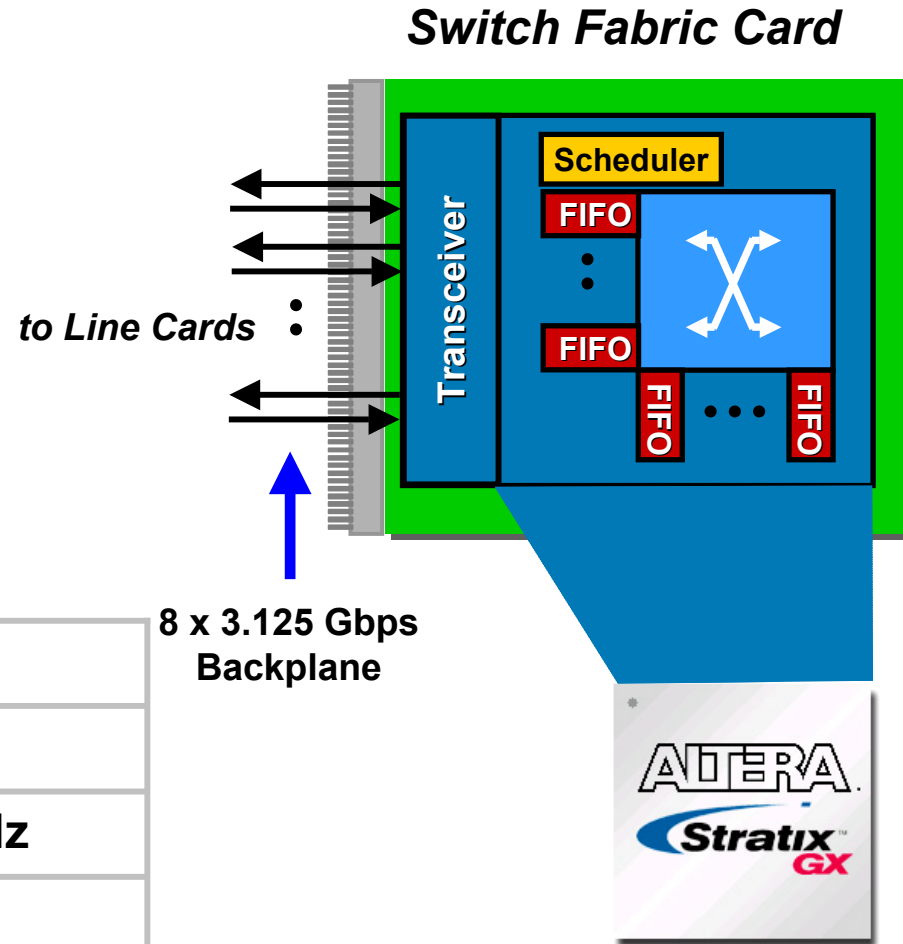 Switch Fabric Card
Scheduler
FIFO
Transceiver
to Line Cards
FIFO
FIFO
FIFO
8 x 3.125 Gbps
Backplane
ALTERA.
Stratix™
GX